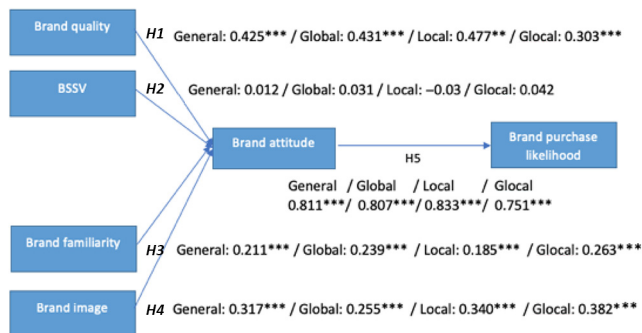 Brand quality
H1 General: 0.425*** / Global: 0.431*** / Local: 0.477** / Glocal: 0.303***
BSSV
H2 General: 0.012 / Global: 0.031 / Local: –0.03 / Glocal: 0.042
Brand attitude
H5
Brand purchase
likelihood
General / Global / Local / Glocal
0.811***/ 0.807***/ 0.833***/ 0.751***
Brand familiarity
H3 General: 0.211*** / Global: 0.239*** / Local: 0.185*** / Glocal: 0.263***
Brand image
H4 General: 0.317*** / Global: 0.255*** / Local: 0.340*** / Glocal: 0.382***